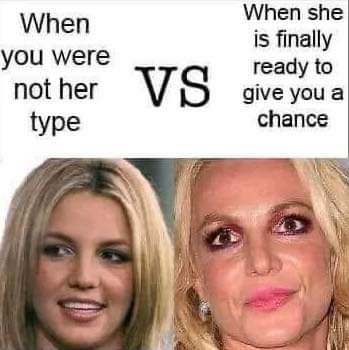 When
you were
not her
type
VS
When she
is finally
ready to
give you a
chance